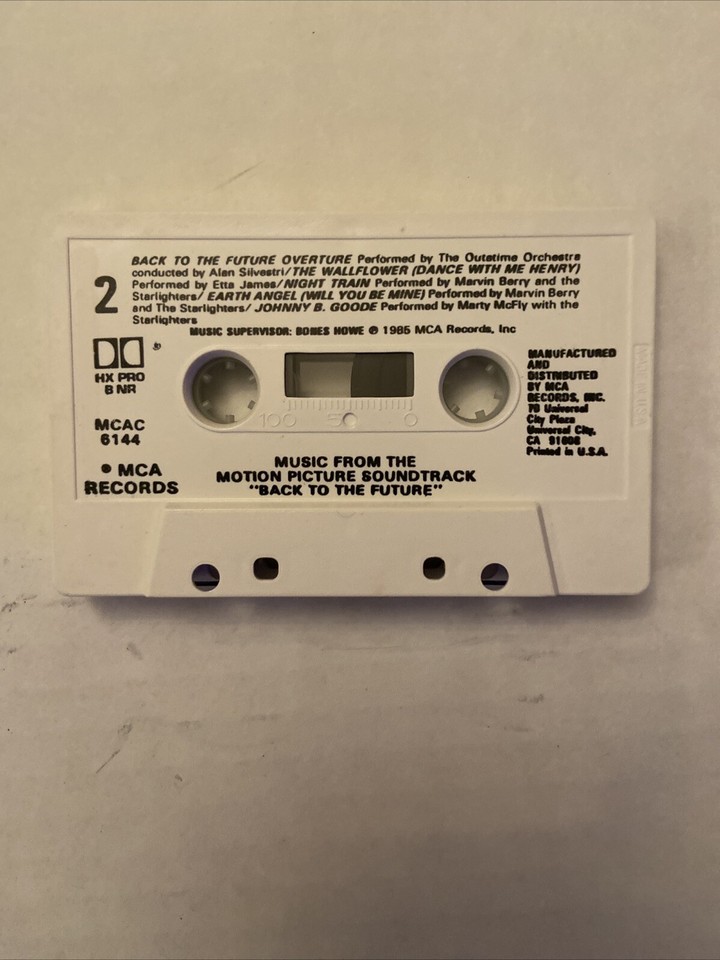 BACK TO THE FUTURE OVERTURE Performed by The Outatime Orchestra
conducted by Alan Silvestri/THE WALLFLOWER (DANCE WITH ME HENRY)
2
Performed by Etta James/NIGHT TRAIN Performed by Marvin Berry and the
Starlighters/ EARTH ANGEL (WILL YOU BE MINE) Performed by Marvin Berry
and The Starlighters/ JOHNNY B. GOODE Performed by Marty McFly with the
Starlighters
MUSIC SUPERVISOR: BONES HOWE ℗ 1985 MCA Records, Inc
HX PRO
B NR
MCAC
6144
• MCA
RECORDS
100 50 0
MANUFACTURED
AND
DISTRIBUTED
BY MCA
RECORDS, INC.
70 Universal
City Plaza
Universal City,
CA 91608
Printed in U.S.A.
MUSIC FROM THE
MOTION PICTURE SOUNDTRACK
"BACK TO THE FUTURE"